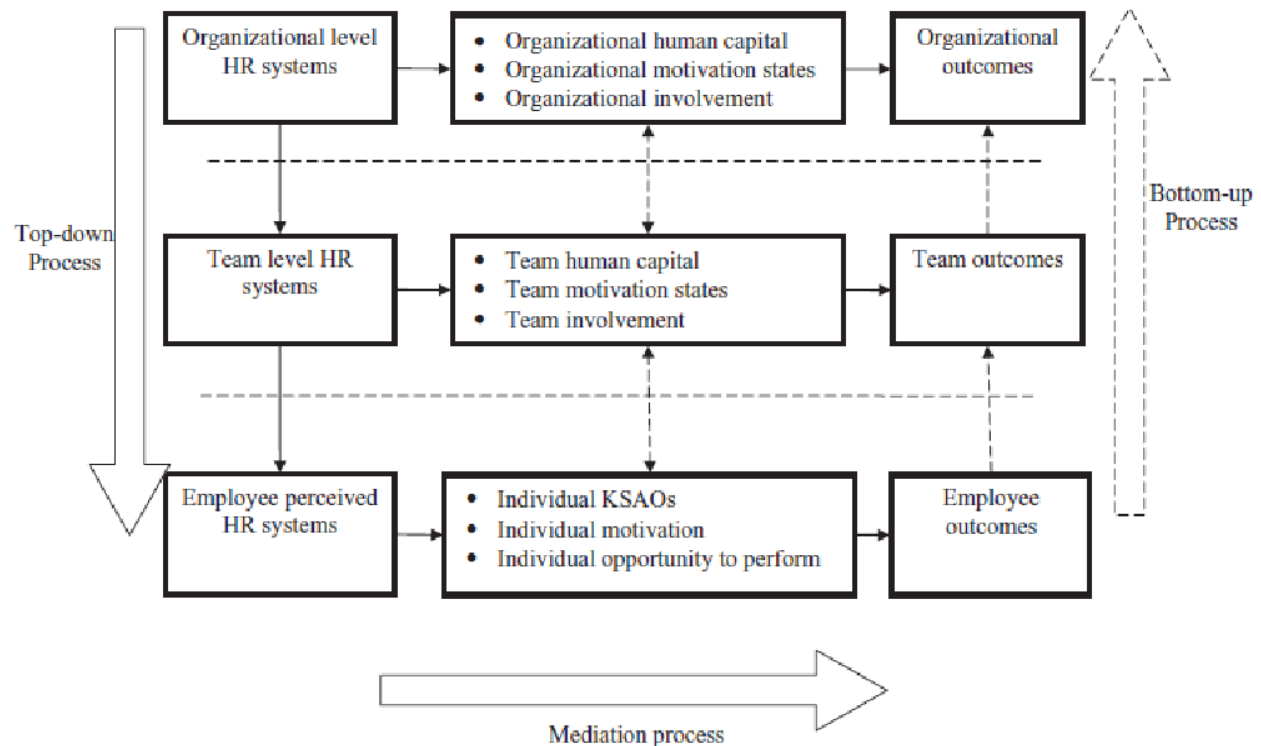 Organizational level
HR systems
• Organizational human capital
• Organizational motivation states
• Organizational involvement
Organizational
outcomes
Top-down
Process
Bottom-up
Process
Team level HR
systems
• Team human capital
• Team motivation states
• Team involvement
Team outcomes
Employee perceived
HR systems
• Individual KSAOs
• Individual motivation
• Individual opportunity to perform
Employee
outcomes
Mediation process